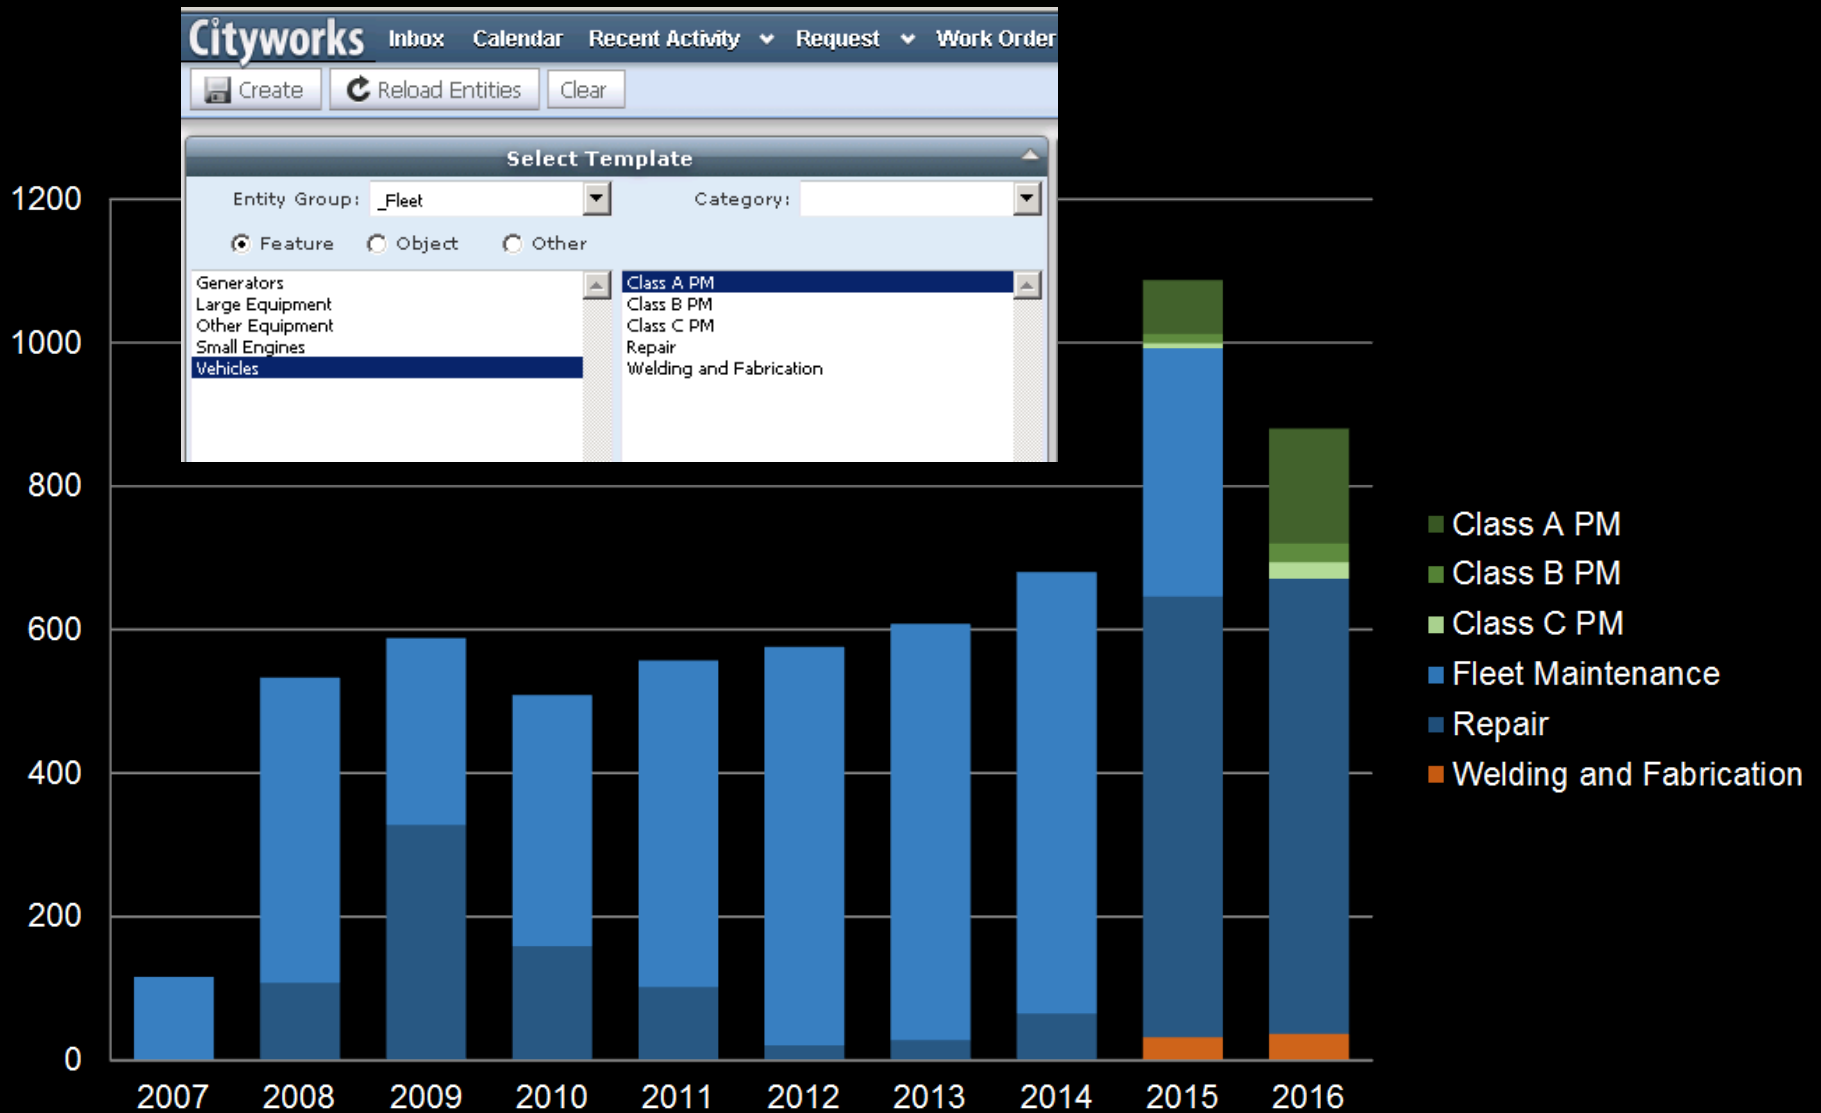 Cityworks Inbox Calendar Recent Activity Request Work Order
Create Reload Entities Clear
Select Template
Entity Group: _Fleet Category:
Feature Object Other
Generators
Large Equipment
Other Equipment
Small Engines
Vehicles
Class A PM
Class B PM
Class C PM
Repair
Welding and Fabrication
1200
1000
800
600
400
200
0
2007 2008 2009 2010 2011 2012 2013 2014 2015 2016
Class A PM
Class B PM
Class C PM
Fleet Maintenance
Repair
Welding and Fabrication